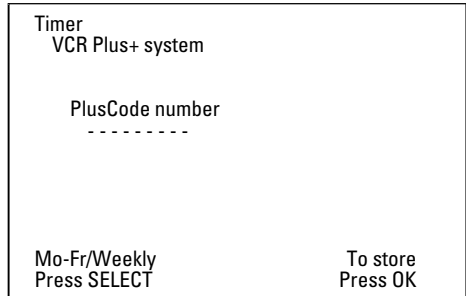 Timer
VCR Plus+ system
PlusCode number
- - - - - - - - -
Mo-Fr/Weekly
Press SELECT
To store
Press OK